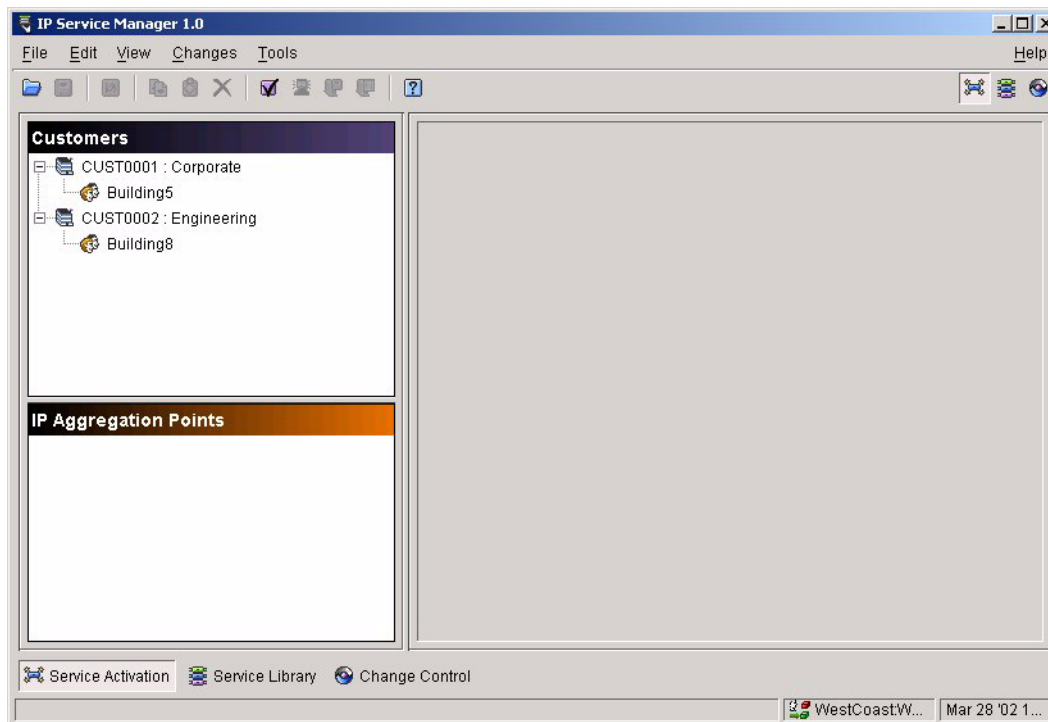 IP Service Manager 1.0
File Edit View Changes Tools Help
Customers
CUST0001 : Corporate
Building5
CUST0002 : Engineering
Building8
IP Aggregation Points
Service Activation Service Library Change Control
WestCoast:W... Mar 28 '02 1...